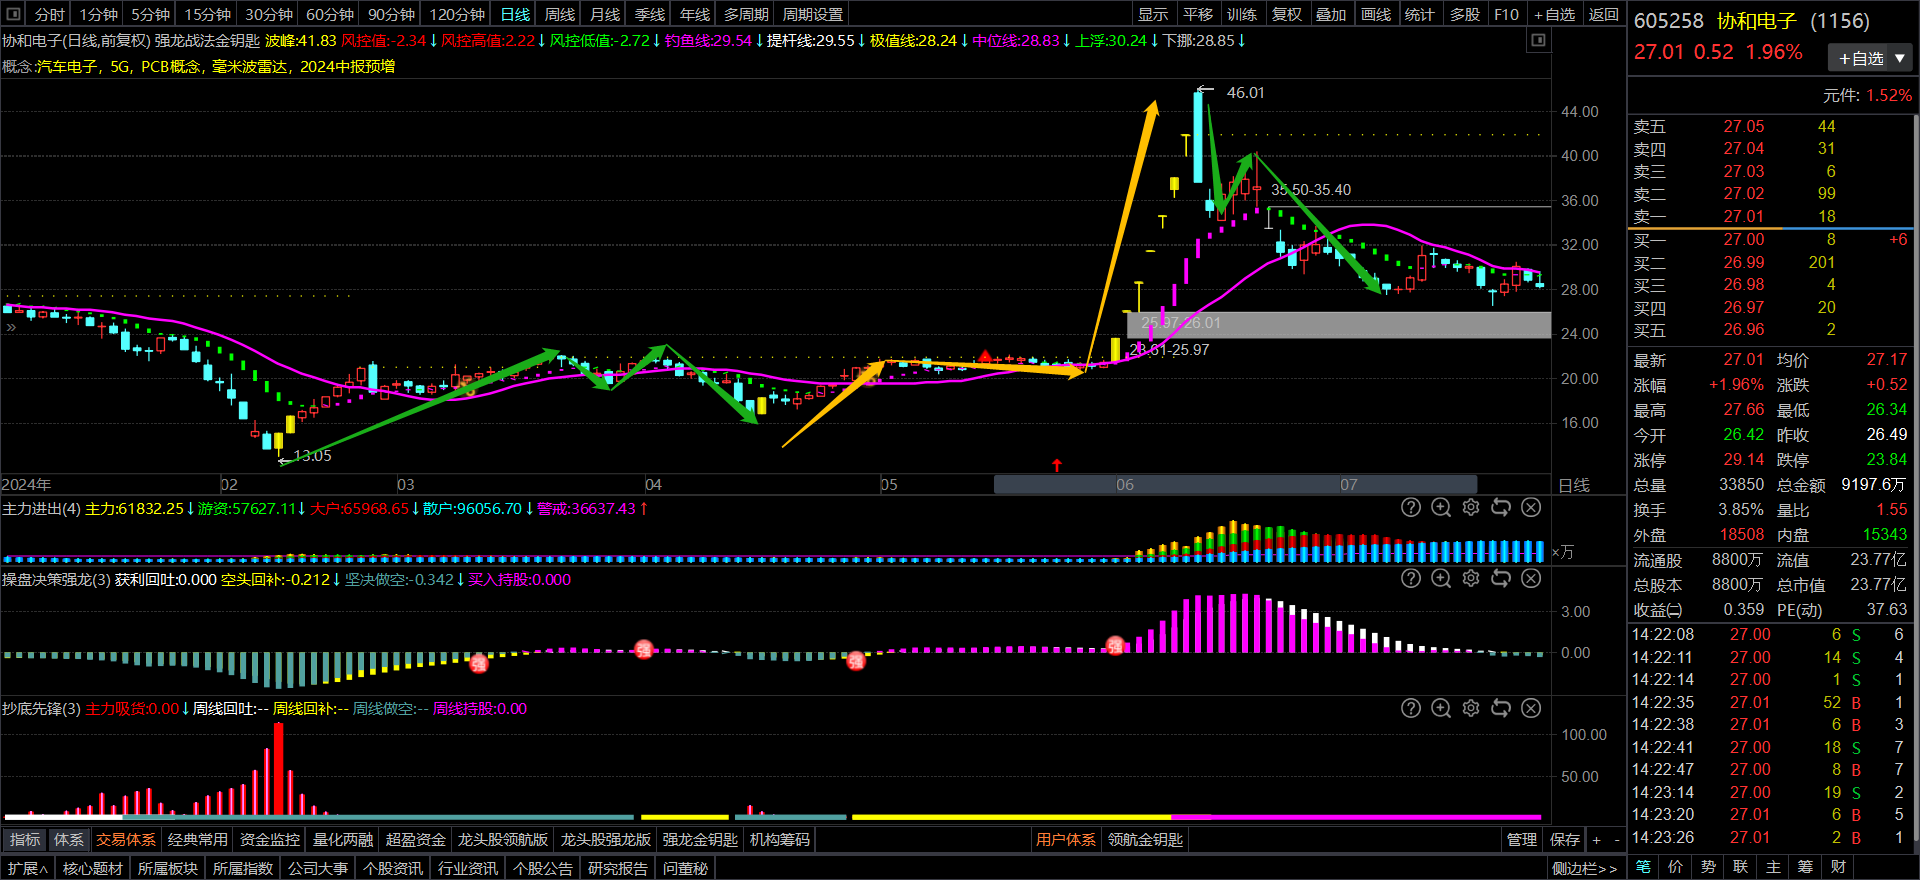 分时 1分钟 5分钟 15分钟 30分钟 60分钟 90分钟 120分钟 日线 周线 月线 季线 年线 多周期 周期设置 显示 平移 训练 复权 叠加 画线 统计 多股 F10 +自选 返回
605258 协和电子 (1156)
协和电子(日线,前复权) 强龙战法金钥匙 波峰:41.83 风控值:-2.34↓ 风控高值:2.22↓ 风控低值:-2.72↓ 钓鱼线:29.54↓ 提杆线:29.55↓ 极值线:28.24↓ 中位线:28.83↓ 上浮:30.24↓ 下挪:28.85↓
27.01 0.52 1.96%
+自选 ▼
概念:汽车电子，5G，PCB概念，毫米波雷达，2024中报预增
元件: 1.52%
46.01
35.50-35.40
25.97-26.01
23.61-25.97
13.05
44.00
40.00
36.00
32.00
28.00
24.00
20.00
16.00
2024年 02 03 04 05 06 07 日线
主力进出(4) 主力:61832.25↓ 游资:57627.11↓ 大户:65968.65↓ 散户:96056.70↓ 警戒:36637.43↑
×万
操盘决策强龙(3) 获利回吐:0.000 空头回补:-0.212↓ 坚决做空:-0.342↓ 买入持股:0.000
3.00
0.00
强 强 强 强
抄底先锋(3) 主力吸货:0.00↓ 周线回吐:-- 周线回补:-- 周线做空:-- 周线持股:0.00
100.00
50.00
卖五 27.05 44
卖四 27.04 31
卖三 27.03 6
卖二 27.02 99
卖一 27.01 18
买一 27.00 8 +6
买二 26.99 201
买三 26.98 4
买四 26.97 20
买五 26.96 2
最新 27.01 均价 27.17
涨幅 +1.96% 涨跌 +0.52
最高 27.66 最低 26.34
今开 26.42 昨收 26.49
涨停 29.14 跌停 23.84
总量 33850 总金额 9197.6万
换手 3.85% 量比 1.55
外盘 18508 内盘 15343
流通股 8800万 流值 23.77亿
总股本 8800万 总市值 23.77亿
收益㈡ 0.359 PE(动) 37.63
14:22:08 27.00 6 S 6
14:22:11 27.00 14 S 4
14:22:14 27.00 1 S 1
14:22:35 27.01 52 B 1
14:22:38 27.01 6 B 3
14:22:41 27.00 18 S 7
14:22:47 27.00 8 B 7
14:23:14 27.00 19 S 2
14:23:20 27.01 6 B 5
14:23:26 27.01 2 B 1
指标 体系 交易体系 经典常用 资金监控 量化两融 超盈资金 龙头股领航版 龙头股强龙版 强龙金钥匙 机构筹码 用户体系 领航金钥匙 管理 保存 + -
扩展∧ 核心题材 所属板块 所属指数 公司大事 个股资讯 行业资讯 个股公告 研究报告 问董秘 侧边栏>>
笔 价 势 联 主 筹 财